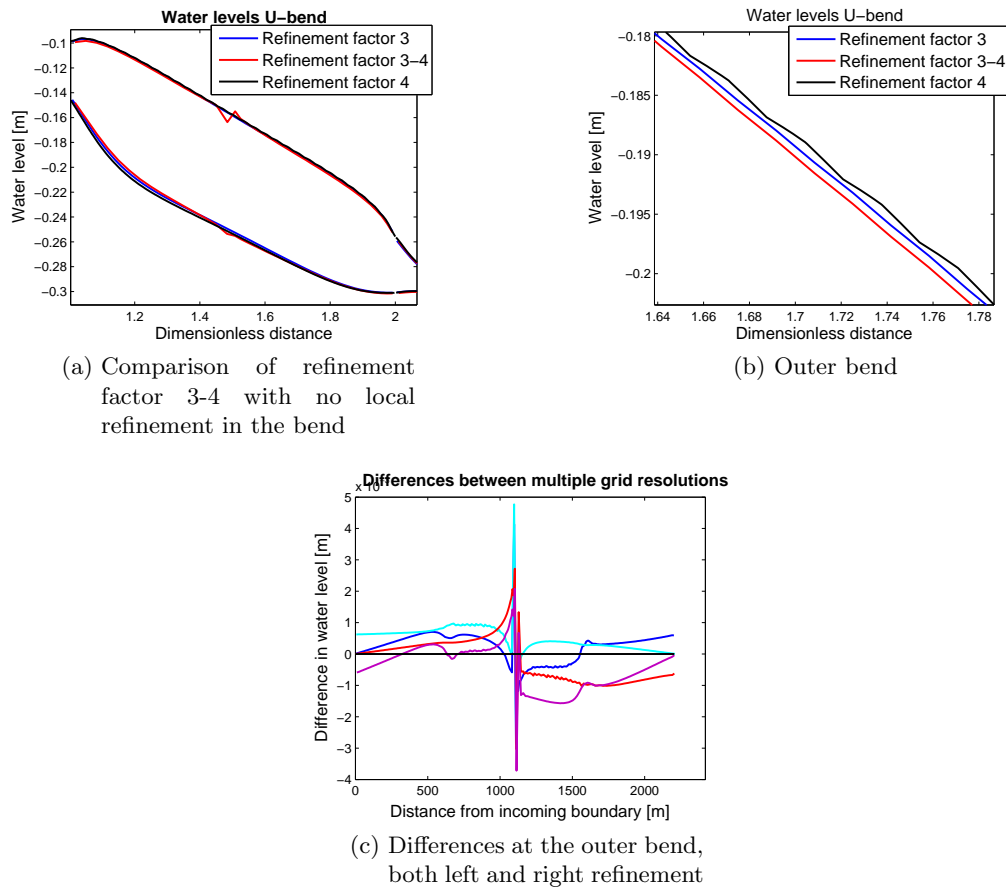 Water levels U-bend
Refinement factor 3
Refinement factor 3−4
Refinement factor 4
−0.1
−0.12
−0.14
−0.16
−0.18
−0.2
−0.22
−0.24
−0.26
−0.28
−0.3
Water level [m]
1.2
1.4
1.6
1.8
2
Dimensionless distance
(a) Comparison of refinement
factor 3-4 with no local
refinement in the bend
Water levels U-bend
Refinement factor 3
Refinement factor 3−4
Refinement factor 4
−0.18
−0.185
−0.19
−0.195
−0.2
Water level [m]
1.64
1.66
1.68
1.7
1.72
1.74
1.76
1.78
Dimensionless distance
(b) Outer bend
Differences between multiple grid resolutions
5
4
3
2
1
0
−1
−2
−3
−4
Difference in water level [m]
0
500
1000
1500
2000
Distance from incoming boundary [m]
(c) Differences at the outer bend,
both left and right refinement